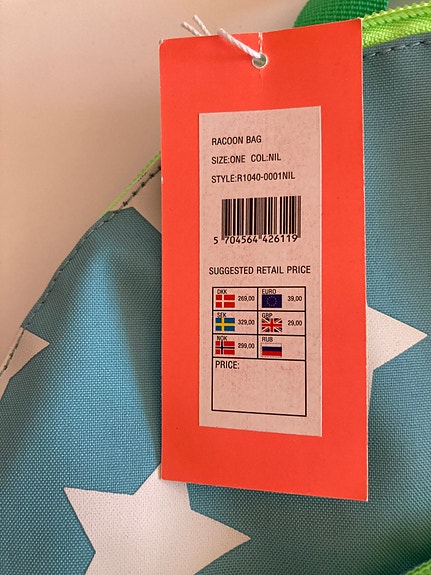 RACOON BAG
SIZE:ONE COL:NIL
STYLE:R1040-0001NIL
5 704564 426119
SUGGESTED RETAIL PRICE
DKK 269,00 EURO 39,00
SEK 329,00 GBP 29,00
NOK 299,00 RUB
PRICE: